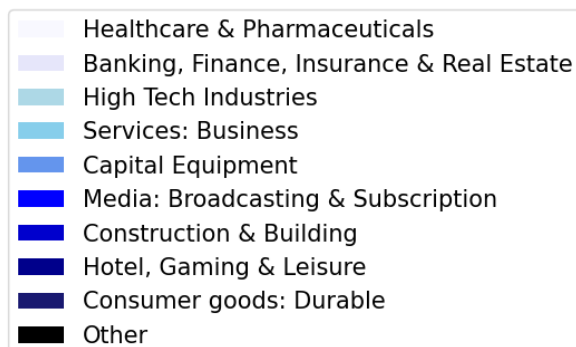 Healthcare & Pharmaceuticals
Banking, Finance, Insurance & Real Estate
High Tech Industries
Services: Business
Capital Equipment
Media: Broadcasting & Subscription
Construction & Building
Hotel, Gaming & Leisure
Consumer goods: Durable
Other